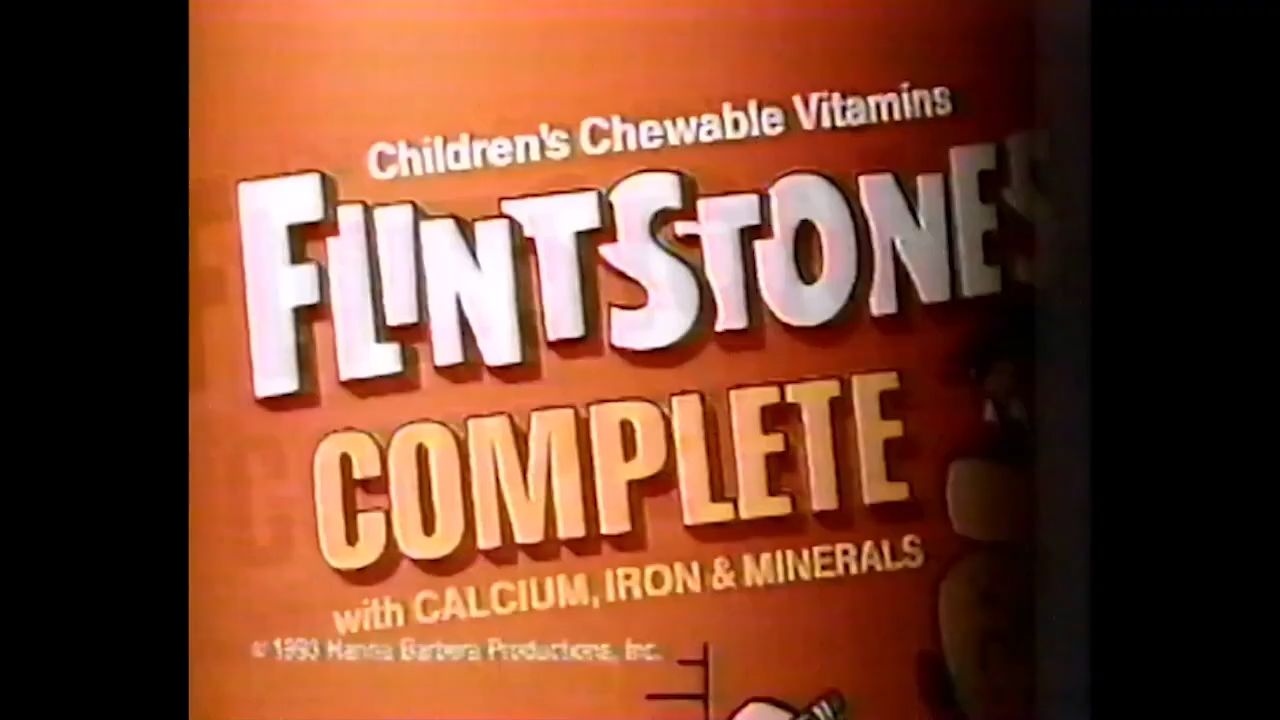 Children's Chewable Vitamins
FLINTSTONES
COMPLETE
with CALCIUM, IRON & MINERALS
© 1993 Hanna Barbera Productions, Inc.